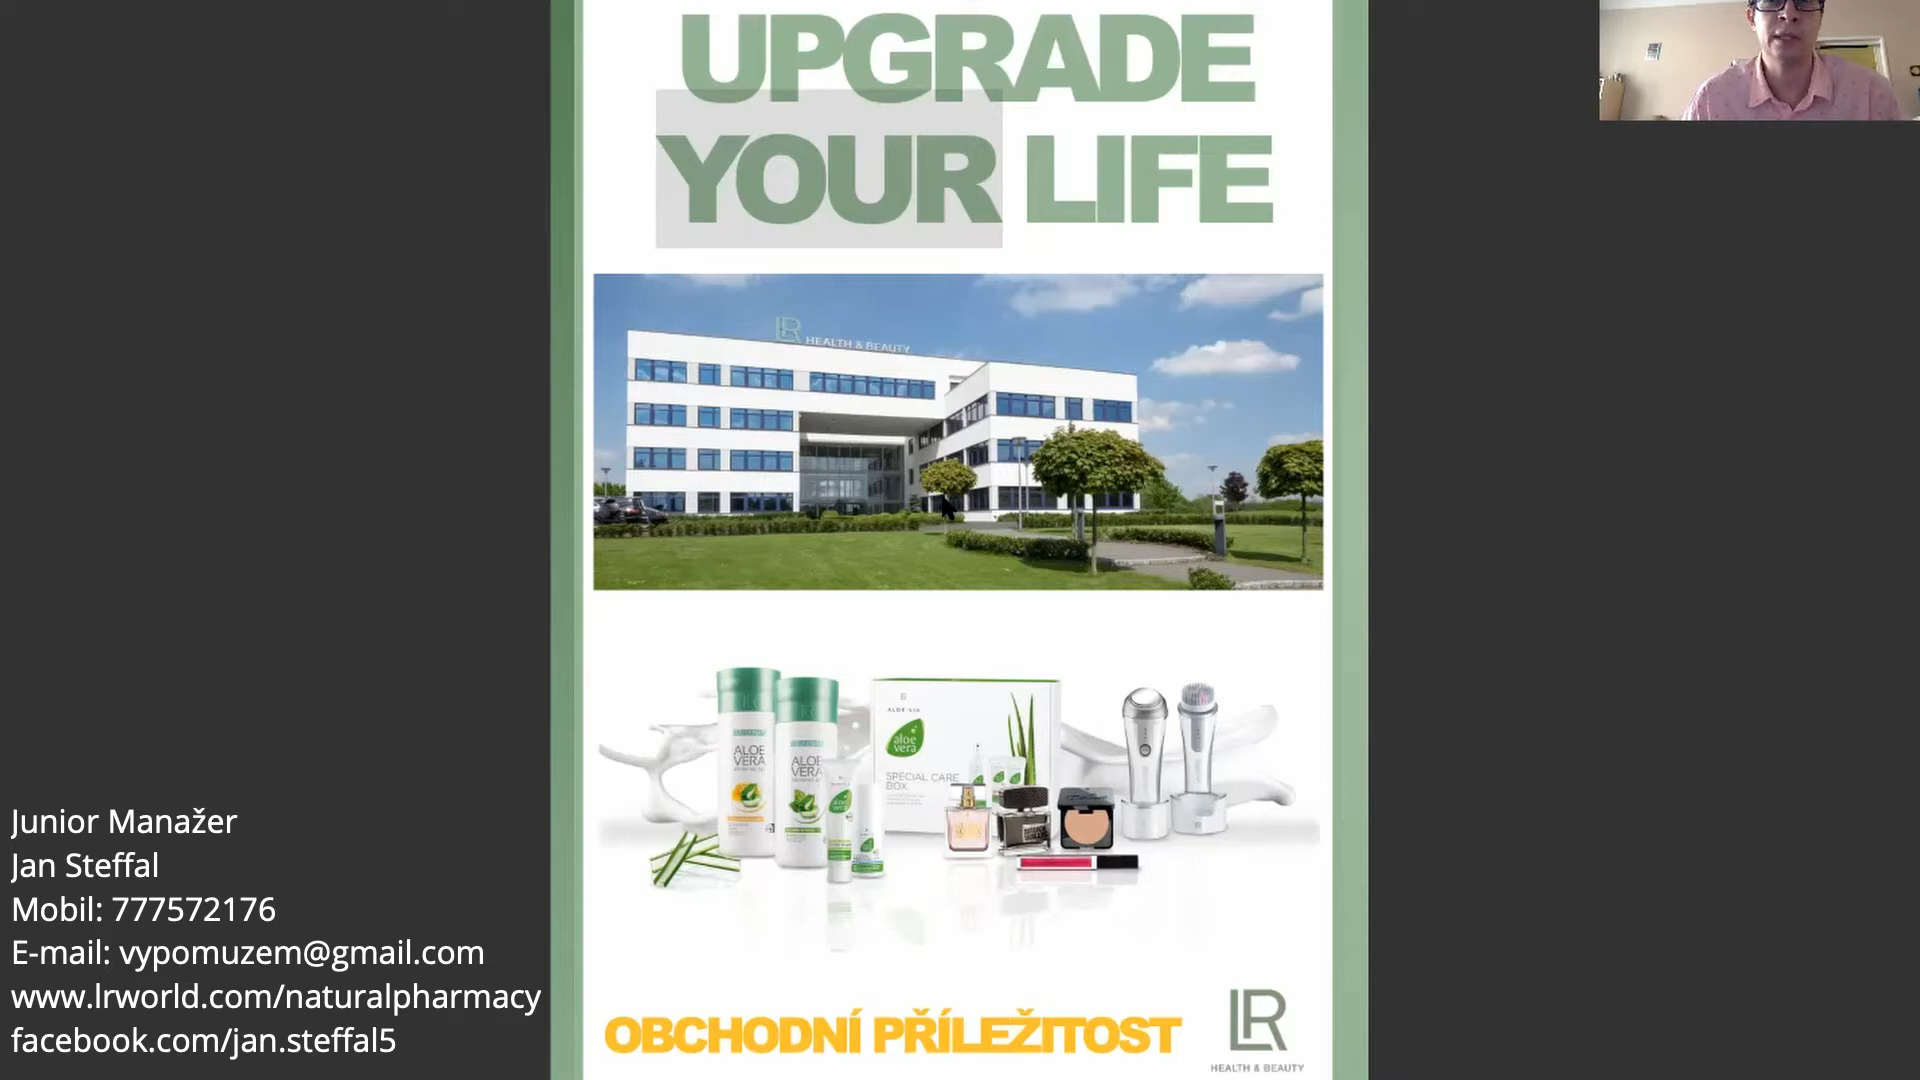 UPGRADE
YOUR LIFE
LR
HEALTH & BEAUTY
ALOE
VERA
ALOE
VERA
aloe
vera
SPECIAL CARE
BOX
Junior Manažer
Jan Steffal
Mobil: 777572176
E-mail: vypomuzem@gmail.com
www.lrworld.com/naturalpharmacy
facebook.com/jan.steffal5
OBCHODNÍ PŘÍLEŽITOST
LR
HEALTH & BEAUTY